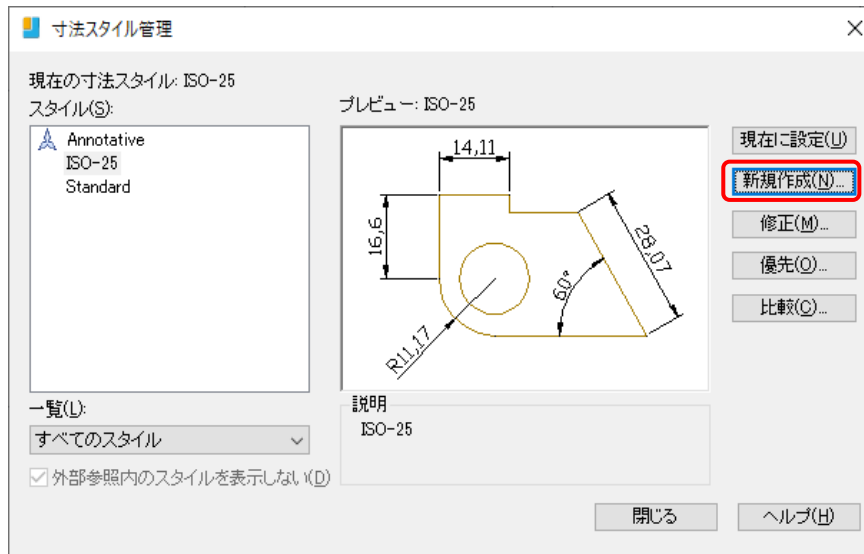 寸法スタイル管理
現在の寸法スタイル: ISO-25
スタイル(S):
Annotative
ISO-25
Standard
プレビュー: ISO-25
14,11
16,6
28,07
60°
R11,17
現在に設定(U)
新規作成(N)...
修正(M)...
優先(O)...
比較(C)...
一覧(L):
すべてのスタイル
外部参照内のスタイルを表示しない(D)
説明
ISO-25
閉じる
ヘルプ(H)